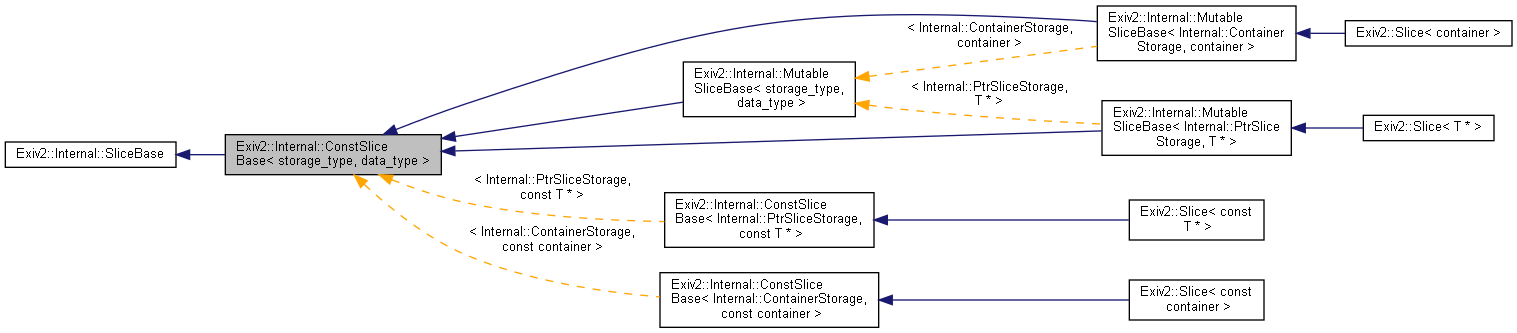 Exiv2::Internal::SliceBase
Exiv2::Internal::ConstSlice
Base< storage_type, data_type >
Exiv2::Internal::Mutable
SliceBase< storage_type,
data_type >
< Internal::ContainerStorage,
container >
Exiv2::Internal::Mutable
SliceBase< Internal::Container
Storage, container >
Exiv2::Slice< container >
< Internal::PtrSliceStorage,
T * >
Exiv2::Internal::Mutable
SliceBase< Internal::PtrSlice
Storage, T * >
Exiv2::Slice< T * >
< Internal::PtrSliceStorage,
const T * >
Exiv2::Internal::ConstSlice
Base< Internal::PtrSliceStorage,
const T * >
Exiv2::Slice< const
T * >
< Internal::ContainerStorage,
const container >
Exiv2::Internal::ConstSlice
Base< Internal::ContainerStorage,
const container >
Exiv2::Slice< const
container >